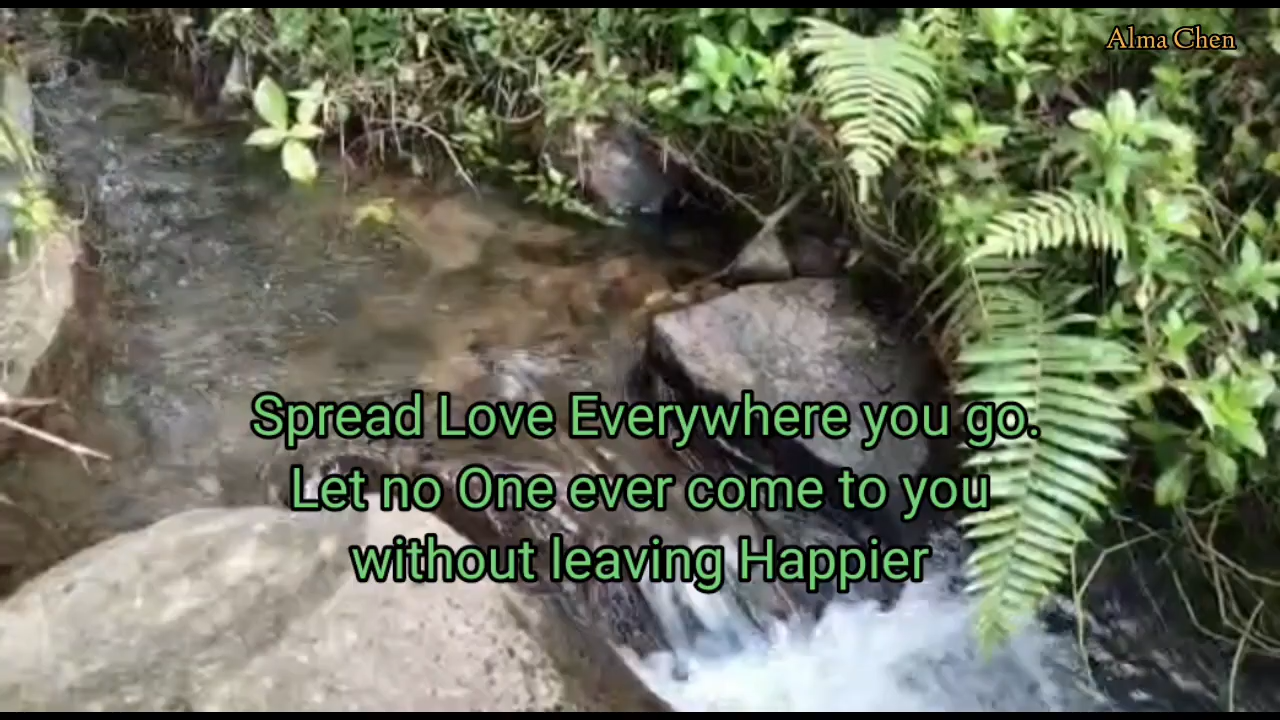 Alma Chen
Spread Love Everywhere you go.
Let no One ever come to you
without leaving Happier